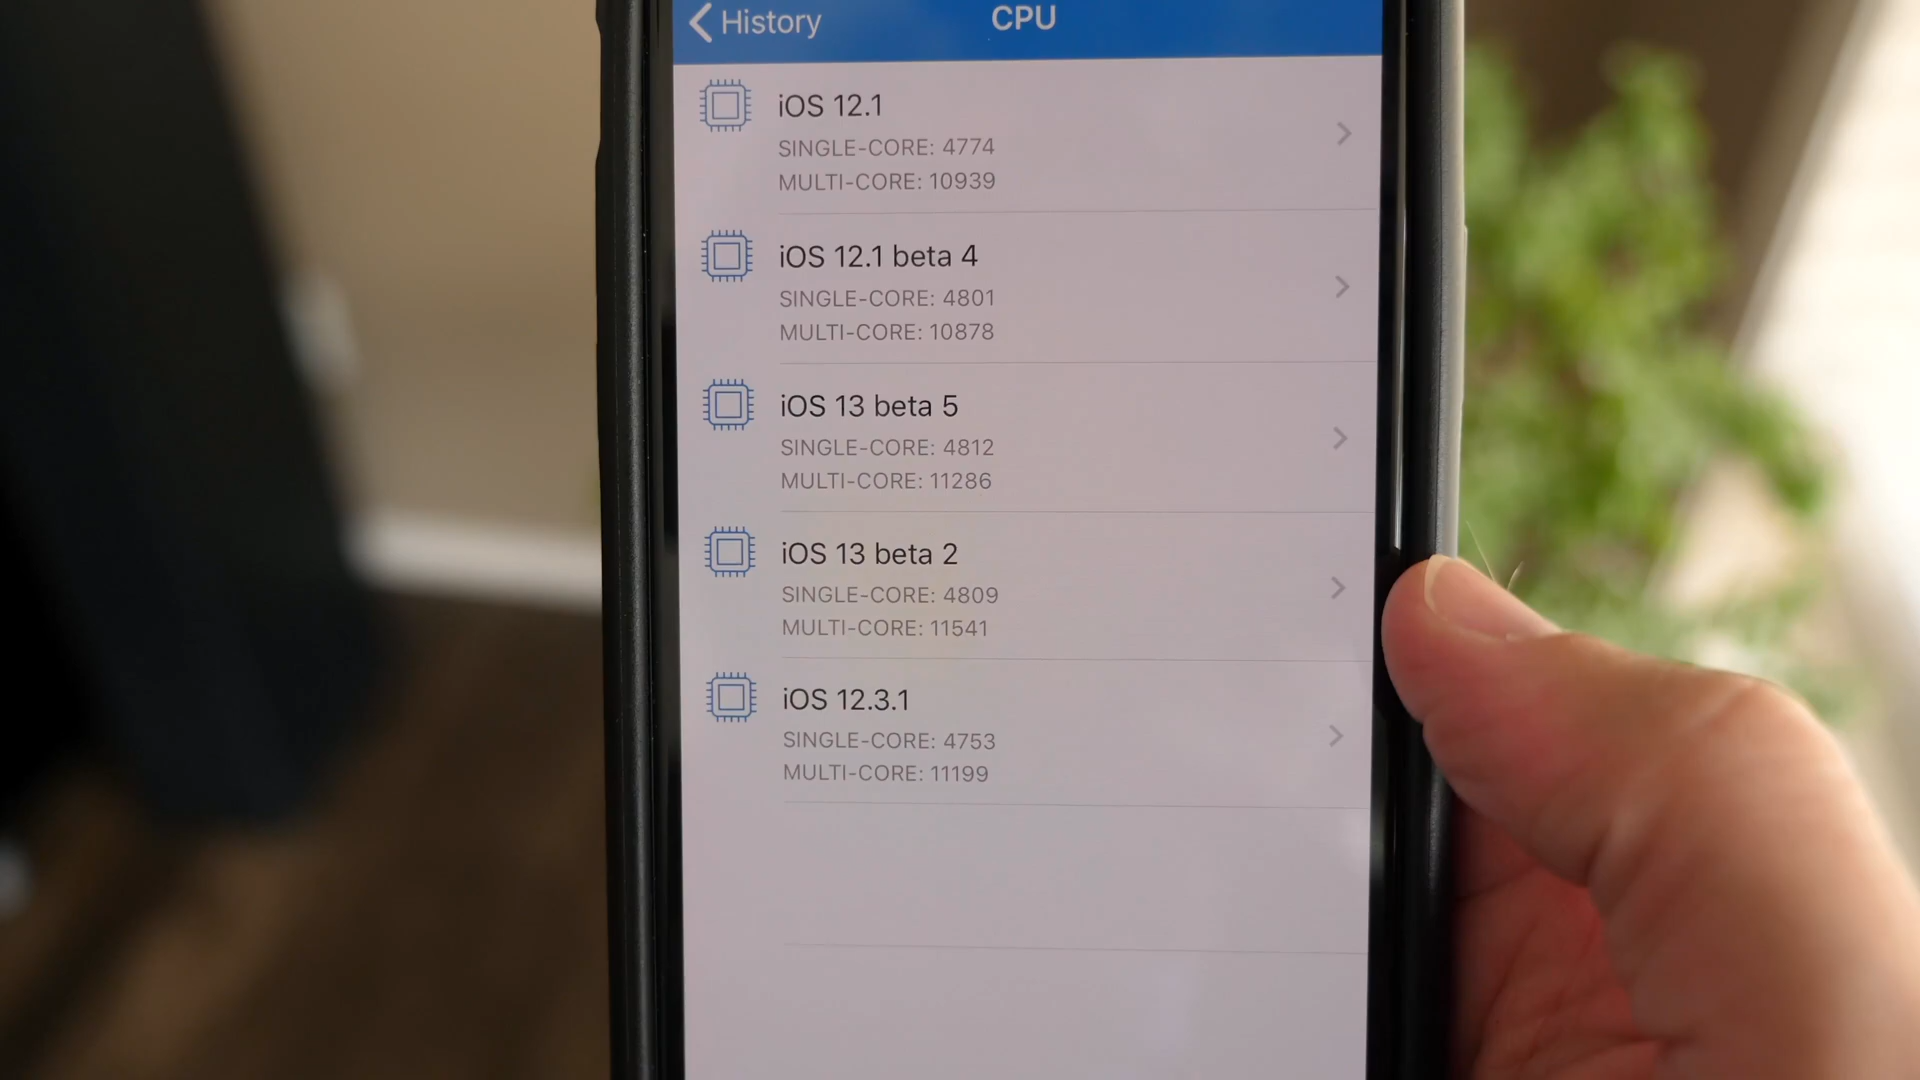 History
CPU
iOS 12.1
SINGLE-CORE: 4774
MULTI-CORE: 10939
iOS 12.1 beta 4
SINGLE-CORE: 4801
MULTI-CORE: 10878
iOS 13 beta 5
SINGLE-CORE: 4812
MULTI-CORE: 11286
iOS 13 beta 2
SINGLE-CORE: 4809
MULTI-CORE: 11541
iOS 12.3.1
SINGLE-CORE: 4753
MULTI-CORE: 11199